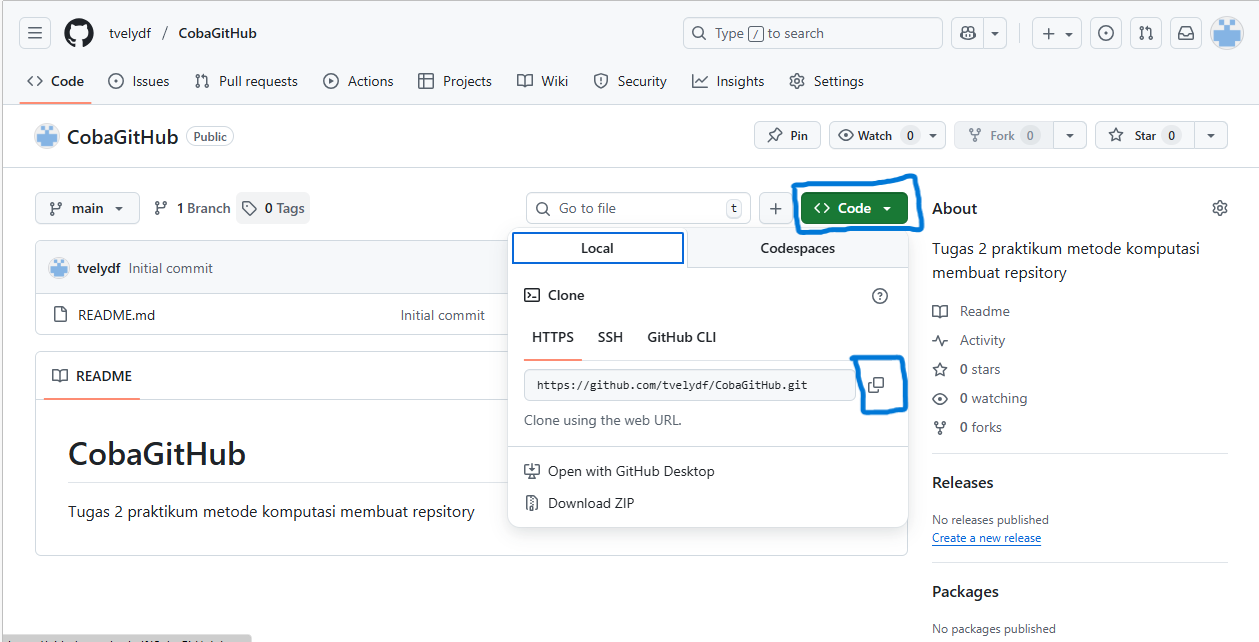 tvelydf / CobaGitHub
Type / to search
Code Issues Pull requests Actions Projects Wiki Security Insights Settings
CobaGitHub Public
Pin Watch 0 Fork 0 Star 0
main 1 Branch 0 Tags
Go to file t
Code
tvelydf Initial commit
README.md Initial commit
README
CobaGitHub
Tugas 2 praktikum metode komputasi membuat repsitory
Local Codespaces
Clone
HTTPS SSH GitHub CLI
https://github.com/tvelydf/CobaGitHub.git
Clone using the web URL.
Open with GitHub Desktop
Download ZIP
About
Tugas 2 praktikum metode komputasi
membuat repsitory
Readme
Activity
0 stars
0 watching
0 forks
Releases
No releases published
Create a new release
Packages
No packages published